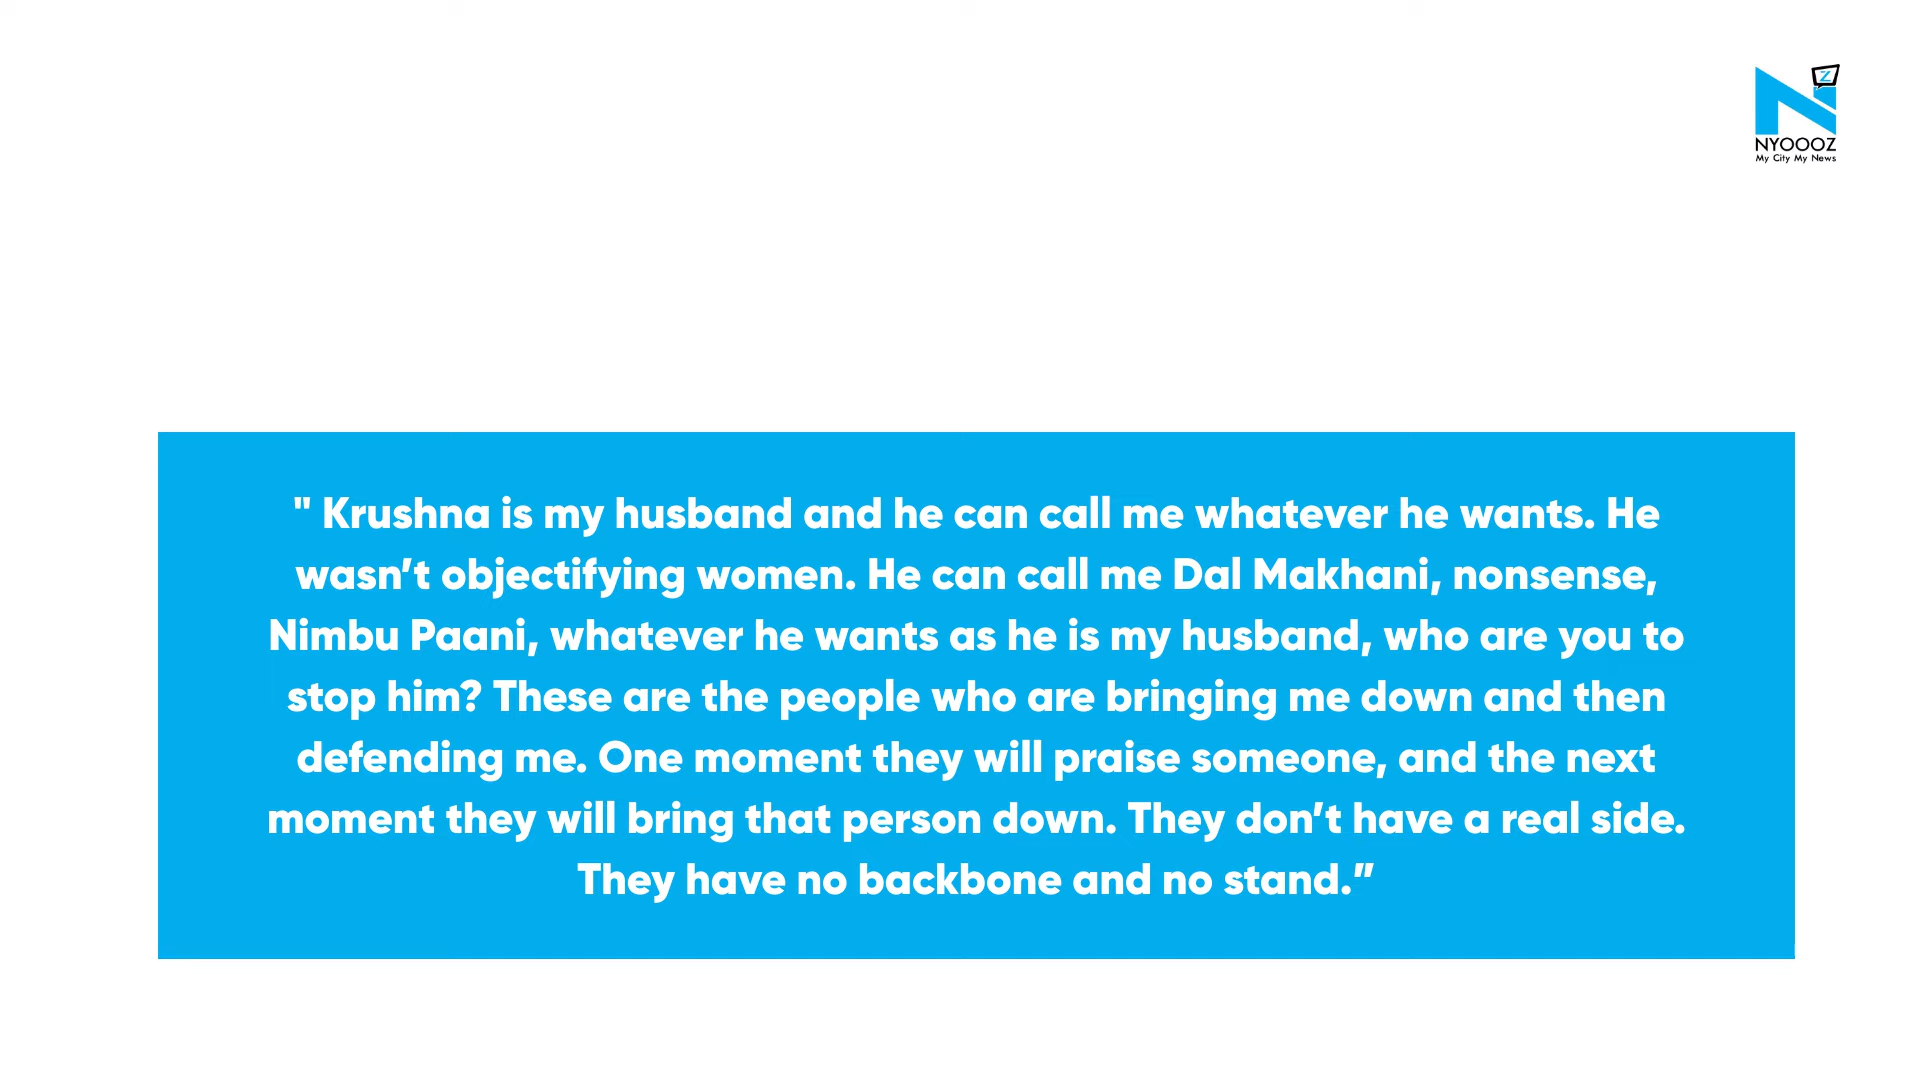 Z
NYOOOZ
My City My News
" Krushna is my husband and he can call me whatever he wants. He
wasn’t objectifying women. He can call me Dal Makhani, nonsense,
Nimbu Paani, whatever he wants as he is my husband, who are you to
stop him? These are the people who are bringing me down and then
defending me. One moment they will praise someone, and the next
moment they will bring that person down. They don’t have a real side.
They have no backbone and no stand.”